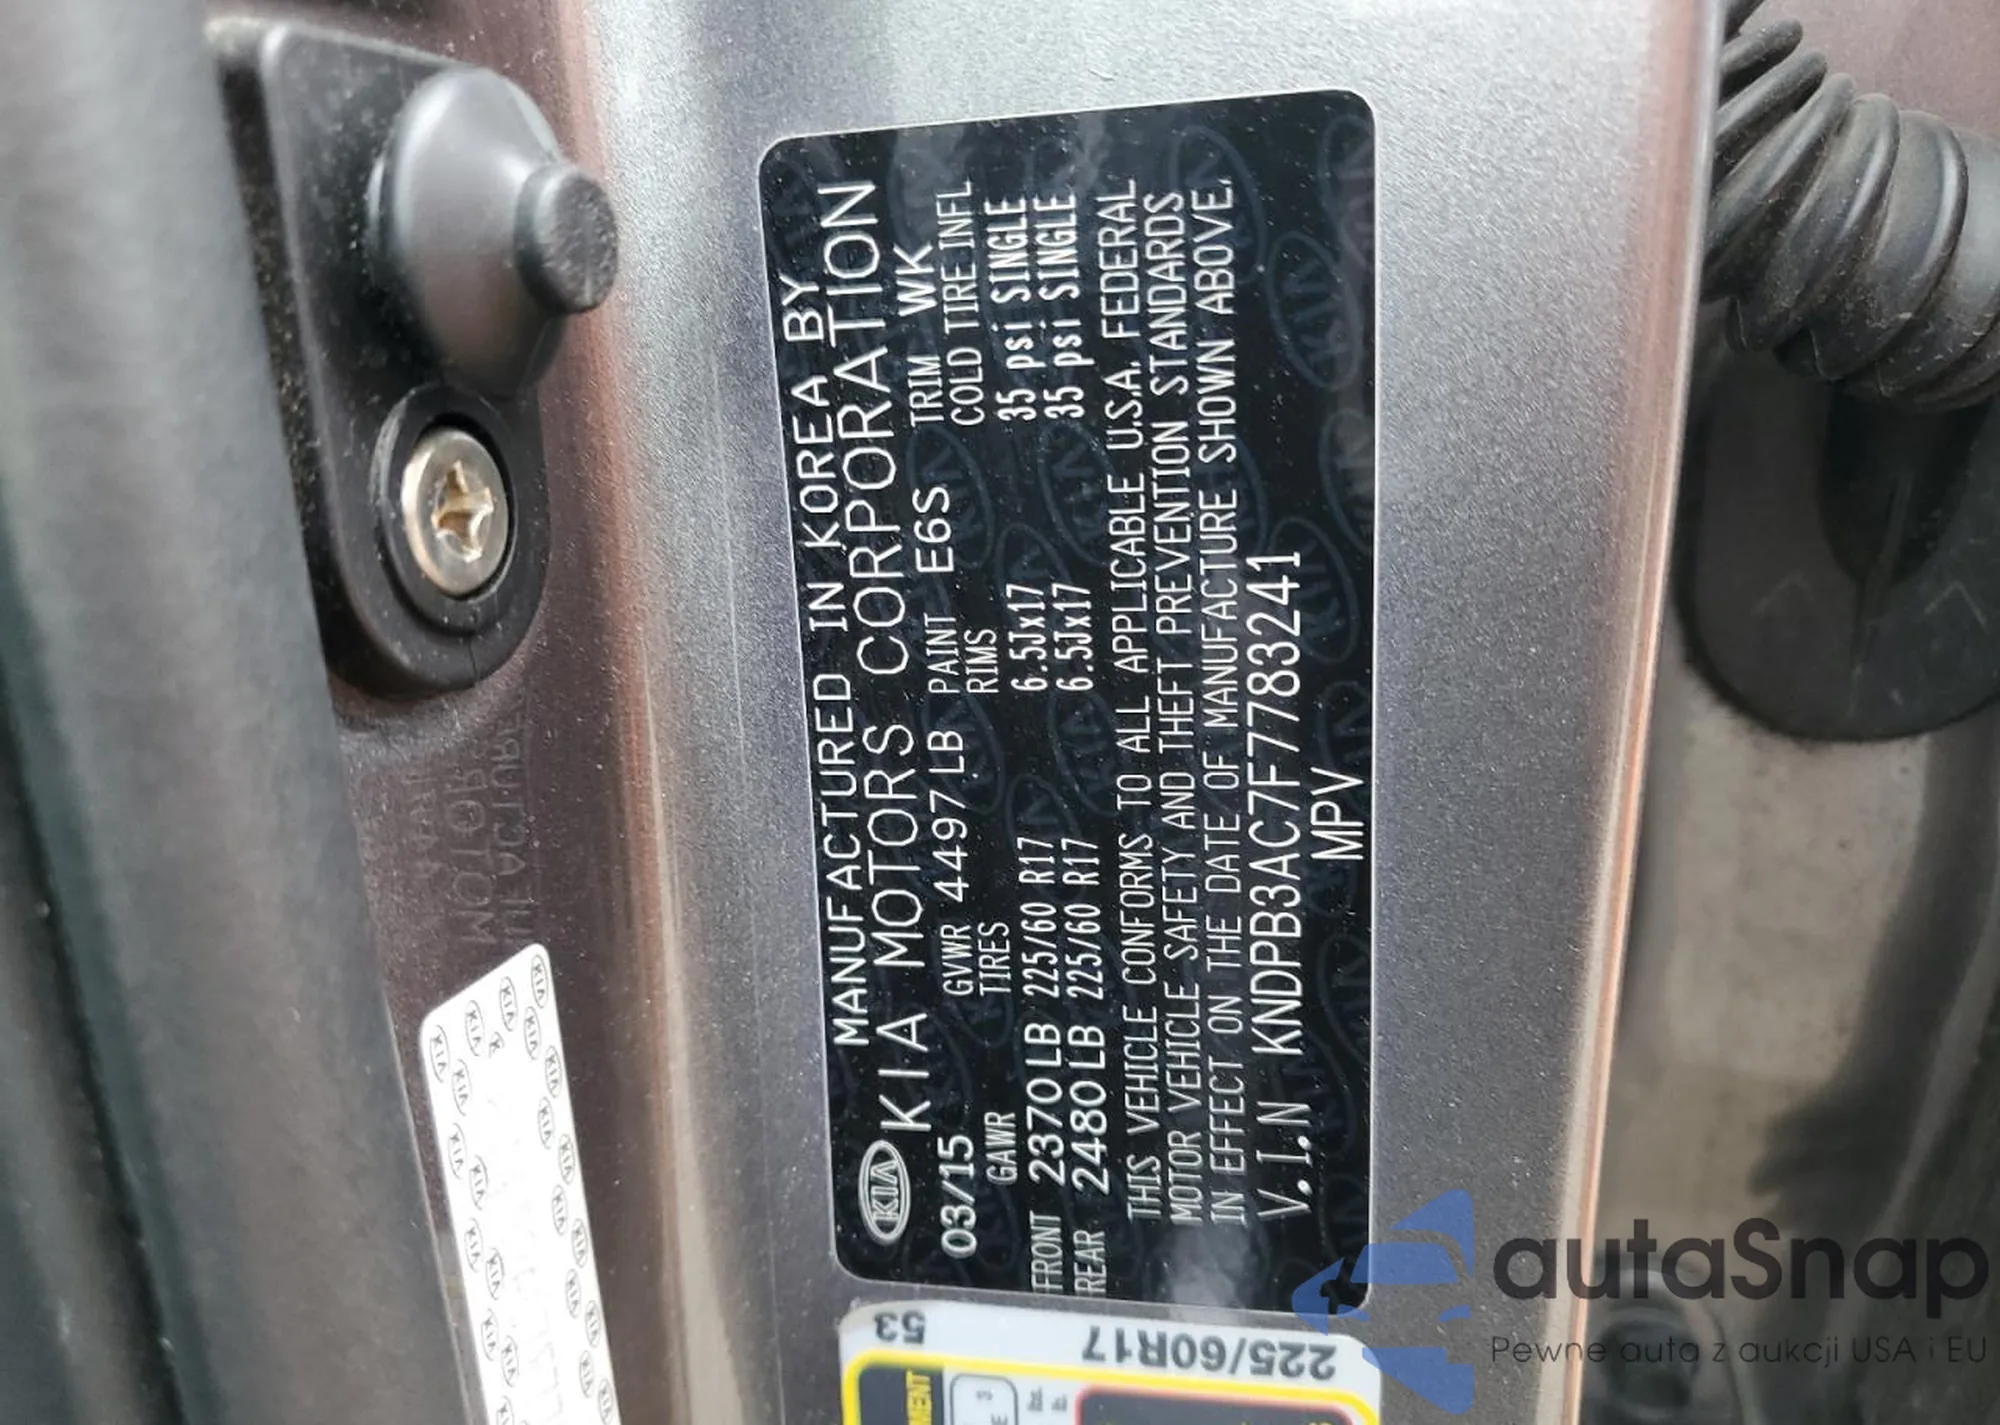 MANUFACTURED IN KOREA BY
KIA KIA MOTORS CORPORATION
03/15 GVWR 4497LB PAINT E6S TRIM WK
GAWR TIRES RIMS COLD TIRE INFL
FRONT 2370LB 225/60 R17 6.5Jx17 35 psi SINGLE
REAR 2480LB 225/60 R17 6.5Jx17 35 psi SINGLE
THIS VEHICLE CONFORMS TO ALL APPLICABLE U.S.A. FEDERAL
MOTOR VEHICLE SAFETY AND THEFT PREVENTION STANDARDS
IN EFFECT ON THE DATE OF MANUFACTURE SHOWN ABOVE.
V.I.N KNDPB3AC7F7783241
MPV
225/60R17
53
autaSnap
Pewne auta z aukcji USA i EU